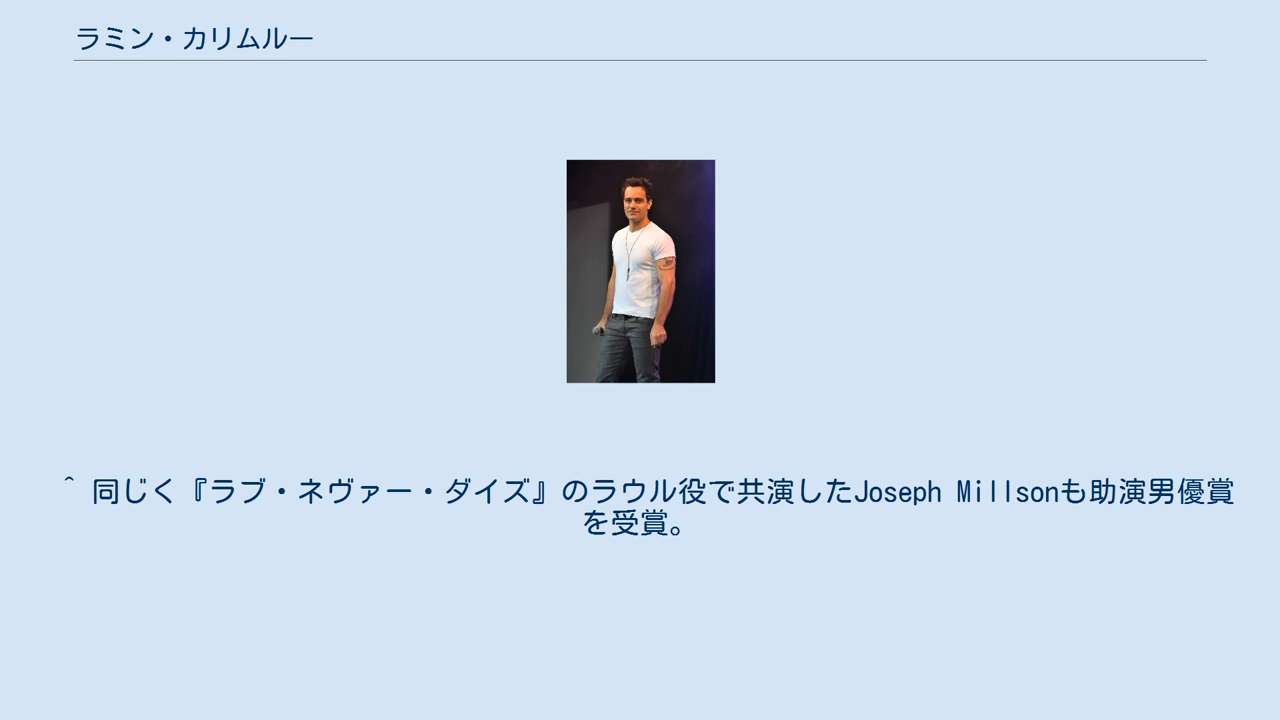 ラミン・カリムルー
^ 同じく『ラブ・ネヴァー・ダイズ』のラウル役で共演したJoseph Millsonも助演男優賞
を受賞。